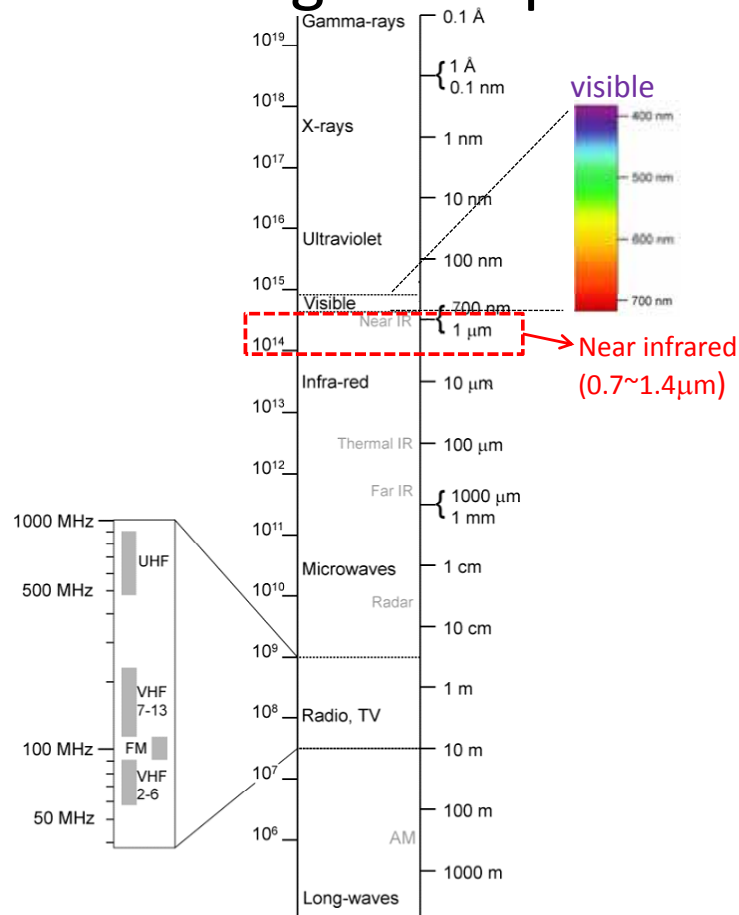 Gamma-rays
0.1 Å
10¹⁹
1 Å
0.1 nm
visible
10¹⁸
400 nm
X-rays
1 nm
10¹⁷
500 nm
10 nm
10¹⁶
Ultraviolet
600 nm
100 nm
10¹⁵
Visible
700 nm
700 nm
Near IR
1 μm
10¹⁴
Near infrared
(0.7~1.4μm)
Infra-red
10 μm
10¹³
Thermal IR
100 μm
10¹²
Far IR
1000 μm
1 mm
1000 MHz
10¹¹
UHF
Microwaves
1 cm
500 MHz
10¹⁰
Radar
10 cm
10⁹
VHF
7-13
1 m
10⁸
Radio, TV
100 MHz
FM
10 m
VHF
2-6
10⁷
50 MHz
100 m
10⁶
AM
1000 m
Long-waves